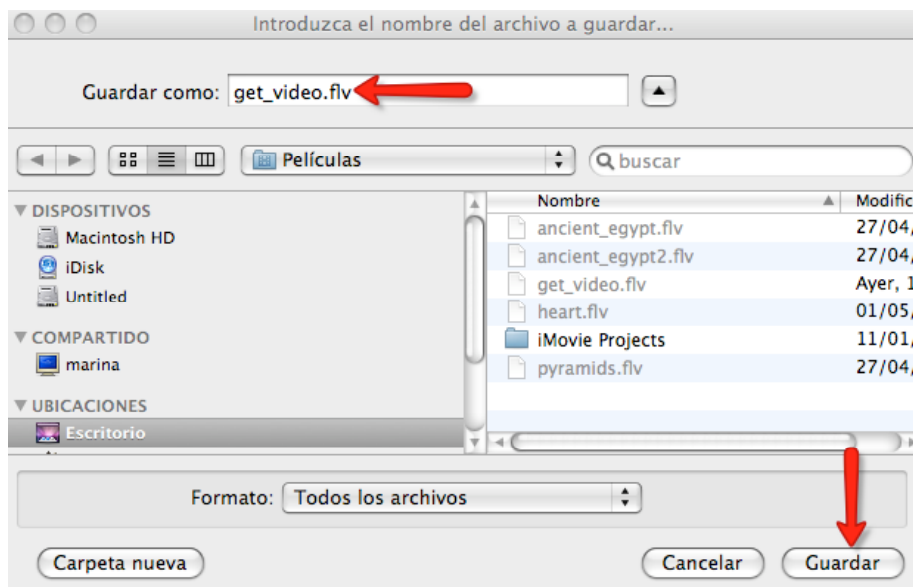 Introduzca el nombre del archivo a guardar...
Guardar como: get_video.flv
Películas
buscar
DISPOSITIVOS
Macintosh HD
iDisk
Untitled
COMPARTIDO
marina
UBICACIONES
Escritorio
Nombre Modific
ancient_egypt.flv 27/04,
ancient_egypt2.flv 27/04,
get_video.flv Ayer, 1
heart.flv 01/05,
iMovie Projects 11/01,
pyramids.flv 27/04,
Formato: Todos los archivos
Carpeta nueva Cancelar Guardar